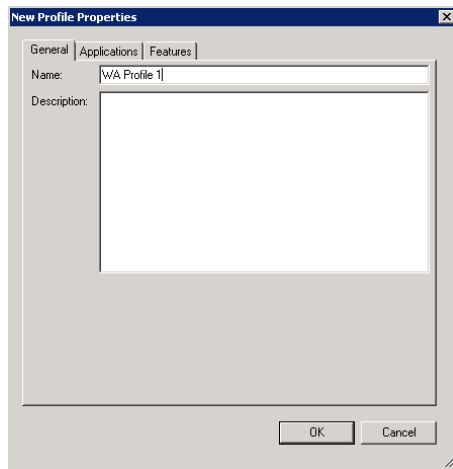 New Profile Properties
General Applications Features
Name: WA Profile 1
Description:
OK Cancel